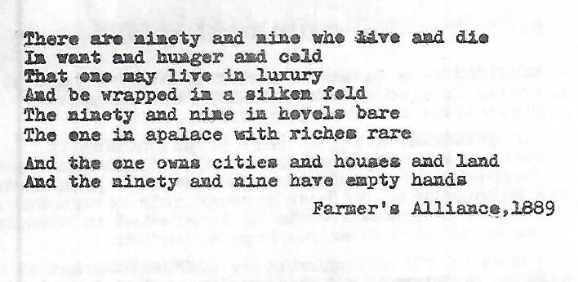 There are ninety and nine who live and die
In want and hunger and cold
That one may live in luxury
And be wrapped in a silken fold
The ninety and nine in hovels bare
The one in apalace with riches rare
And the one owns cities and houses and land
And the ninety and nine have empty hands
Farmer's Alliance,1889